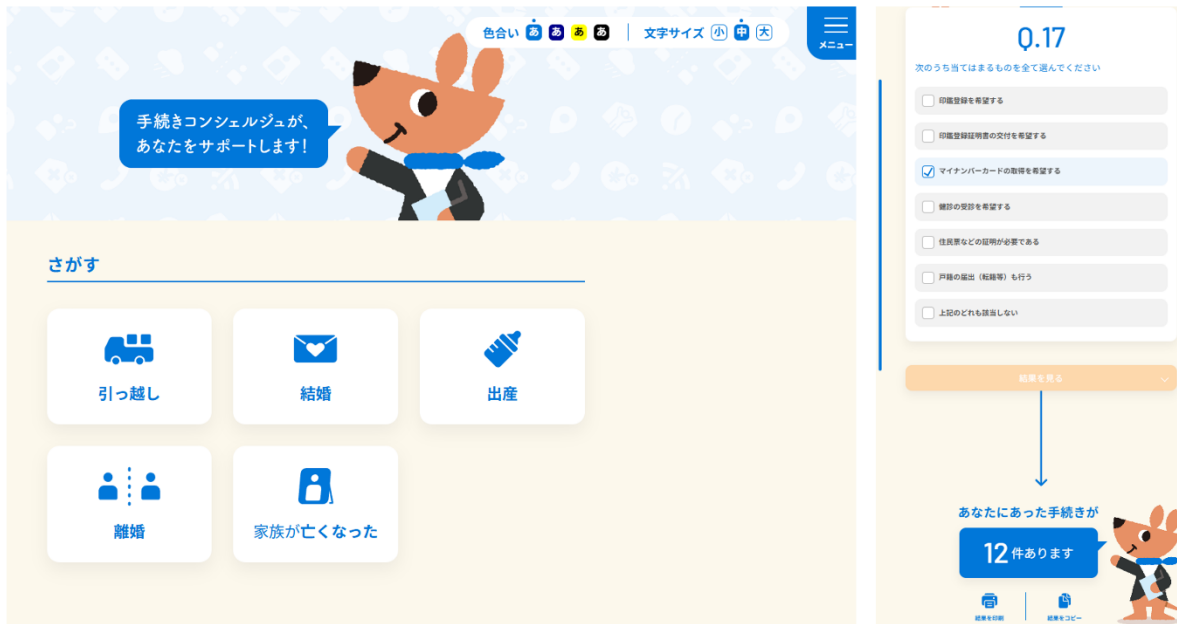 色合い あ あ あ あ 文字サイズ 小 中 大
メニュー
手続きコンシェルジュが、
あなたをサポートします！
さがす
引っ越し
結婚
出産
離婚
家族が亡くなった
Q.17
次のうち当てはまるものを全て選んでください
印鑑登録を希望する
印鑑登録証明書の交付を希望する
マイナンバーカードの取得を希望する
健診の受診を希望する
住民票などの証明が必要である
戸籍の届出（転籍等）も行う
上記のどれも該当しない
結果を見る
あなたにあった手続きが
12件あります
結果を印刷
結果をコピー